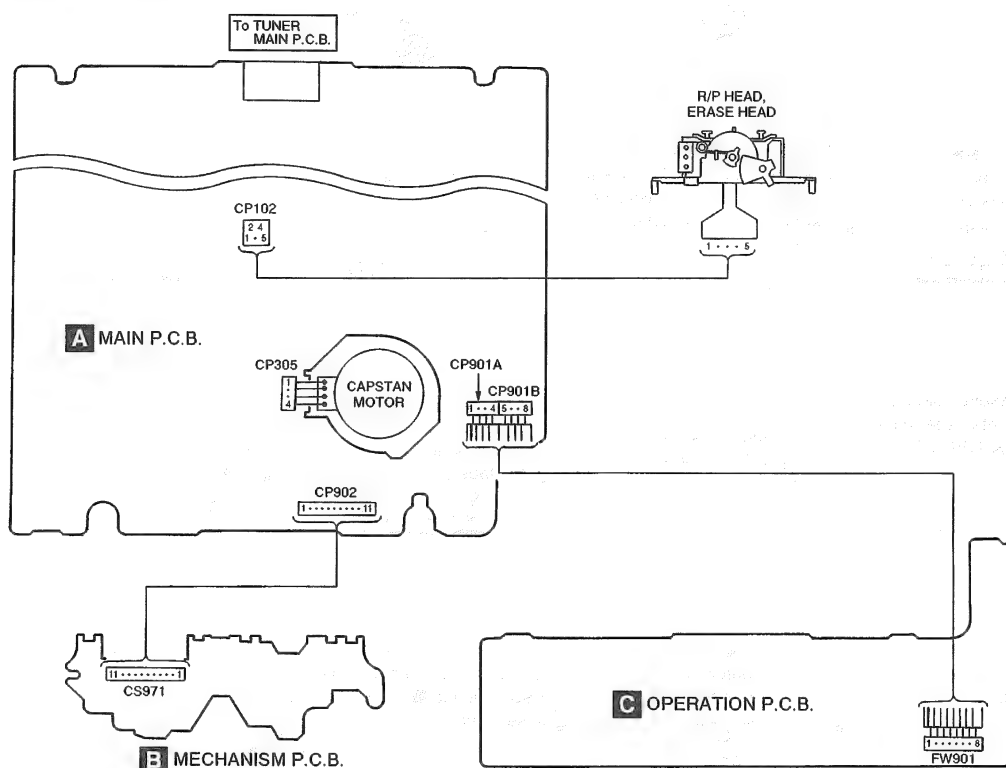 To TUNER
MAIN P.C.B.
R/P HEAD,
ERASE HEAD
CP102
2 4
1 • 5
1 • • • 5
A MAIN P.C.B.
CP305
1
4
CAPSTAN
MOTOR
CP901A
CP901B
1 • • 4 5 • • 8
CP902
1 • • • • • • • • • 11
11 • • • • • • • • • 1
CS971
B MECHANISM P.C.B.
C OPERATION P.C.B.
1 • • • • • • 8
FW901